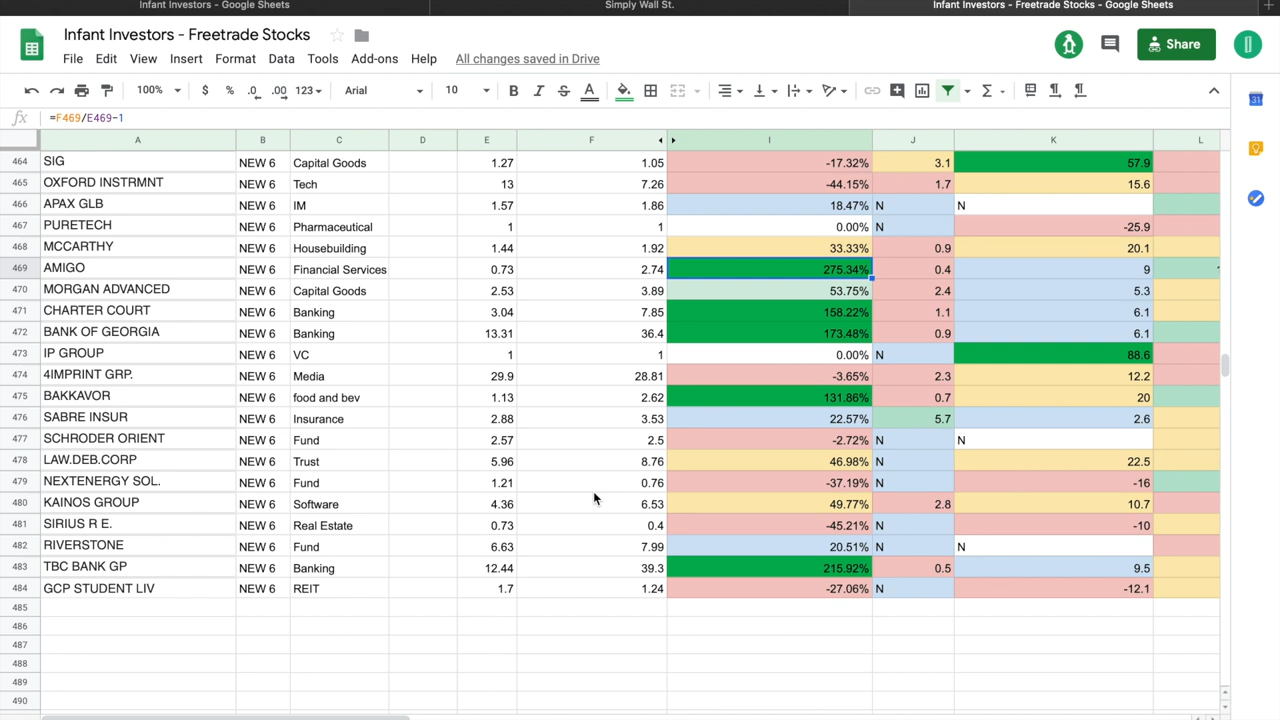 Infant Investors - Google Sheets Simply Wall St. Infant Investors - Freetrade Stocks - Google Sheets
Infant Investors - Freetrade Stocks
File Edit View Insert Format Data Tools Add-ons Help All changes saved in Drive
Share
100% $ % .0 .00 123 Arial 10 B I S A
fx =F469/E469-1
A B C D E F I J K L
464 SIG NEW 6 Capital Goods 1.27 1.05 -17.32% 3.1 57.9
465 OXFORD INSTRMNT NEW 6 Tech 13 7.26 -44.15% 1.7 15.6
466 APAX GLB NEW 6 IM 1.57 1.86 18.47% N N
467 PURETECH NEW 6 Pharmaceutical 1 1 0.00% N -25.9
468 MCCARTHY NEW 6 Housebuilding 1.44 1.92 33.33% 0.9 20.1
469 AMIGO NEW 6 Financial Services 0.73 2.74 275.34% 0.4 9
470 MORGAN ADVANCED NEW 6 Capital Goods 2.53 3.89 53.75% 2.4 5.3
471 CHARTER COURT NEW 6 Banking 3.04 7.85 158.22% 1.1 6.1
472 BANK OF GEORGIA NEW 6 Banking 13.31 36.4 173.48% 0.9 6.1
473 IP GROUP NEW 6 VC 1 1 0.00% N 88.6
474 4IMPRINT GRP. NEW 6 Media 29.9 28.81 -3.65% 2.3 12.2
475 BAKKAVOR NEW 6 food and bev 1.13 2.62 131.86% 0.7 20
476 SABRE INSUR NEW 6 Insurance 2.88 3.53 22.57% 5.7 2.6
477 SCHRODER ORIENT NEW 6 Fund 2.57 2.5 -2.72% N N
478 LAW.DEB.CORP NEW 6 Trust 5.96 8.76 46.98% N 22.5
479 NEXTENERGY SOL. NEW 6 Fund 1.21 0.76 -37.19% N -16
480 KAINOS GROUP NEW 6 Software 4.36 6.53 49.77% 2.8 10.7
481 SIRIUS R E. NEW 6 Real Estate 0.73 0.4 -45.21% N -10
482 RIVERSTONE NEW 6 Fund 6.63 7.99 20.51% N N
483 TBC BANK GP NEW 6 Banking 12.44 39.3 215.92% 0.5 9.5
484 GCP STUDENT LIV NEW 6 REIT 1.7 1.24 -27.06% N -12.1
485
486
487
488
489
490